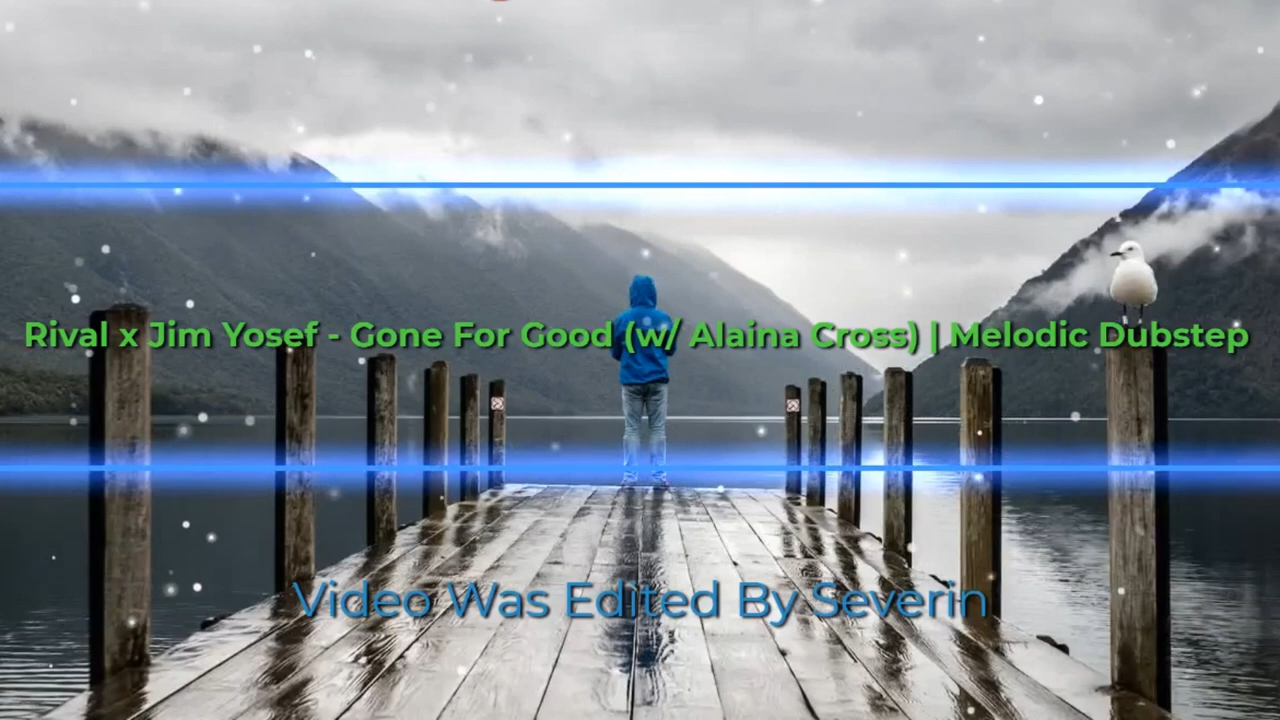 Rival x Jim Yosef - Gone For Good (w/ Alaina Cross) | Melodic Dubstep
Video Was Edited By Severin